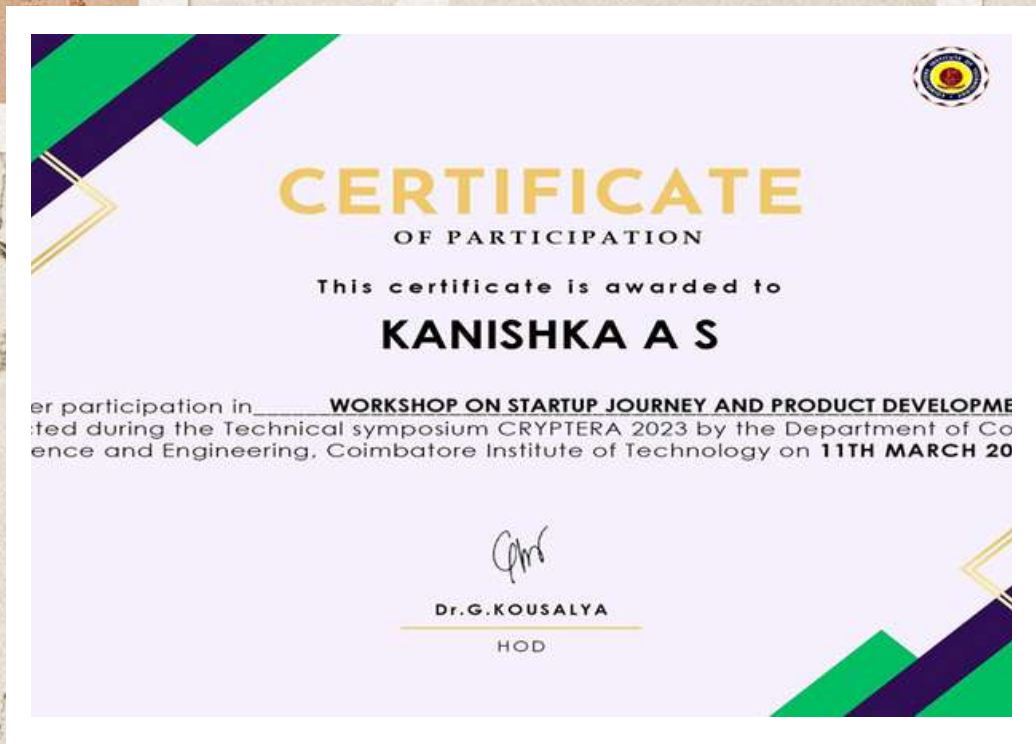 CERTIFICATE
OF PARTICIPATION
This certificate is awarded to
KANISHKA A S
er participation in______WORKSHOP ON STARTUP JOURNEY AND PRODUCT DEVELOPME
cted during the Technical symposium CRYPTERA 2023 by the Department of Co
ence and Engineering, Coimbatore Institute of Technology on 11TH MARCH 20
Dr.G.KOUSALYA
HOD